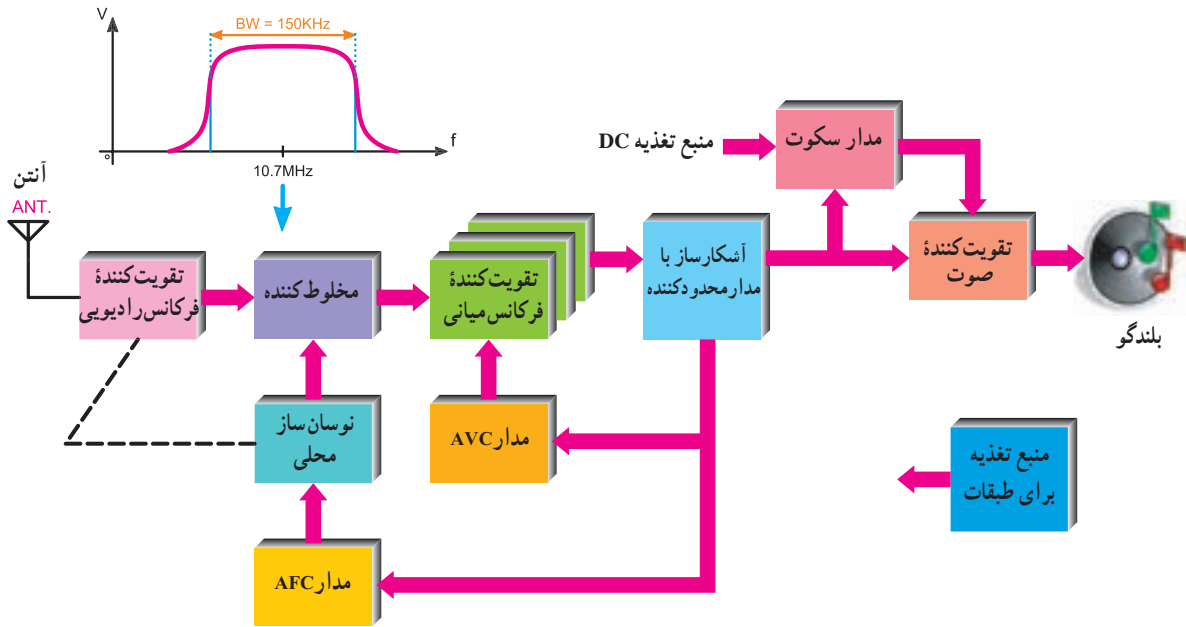 V
BW = 150KHz
f
o
10.7MHz
آنتن
ANT.
تقویت‌کنندهٔ
فرکانس رادیویی
مخلوط کننده
تقویت‌کنندهٔ
فرکانس میانی
آشکارساز با
مدار محدودکننده
منبع تغذیه DC
مدار سکوت
تقویت‌کنندهٔ
صوت
بلندگو
نوسان‌ساز
محلی
مدار AVC
مدار AFC
منبع تغذیه
برای طبقات